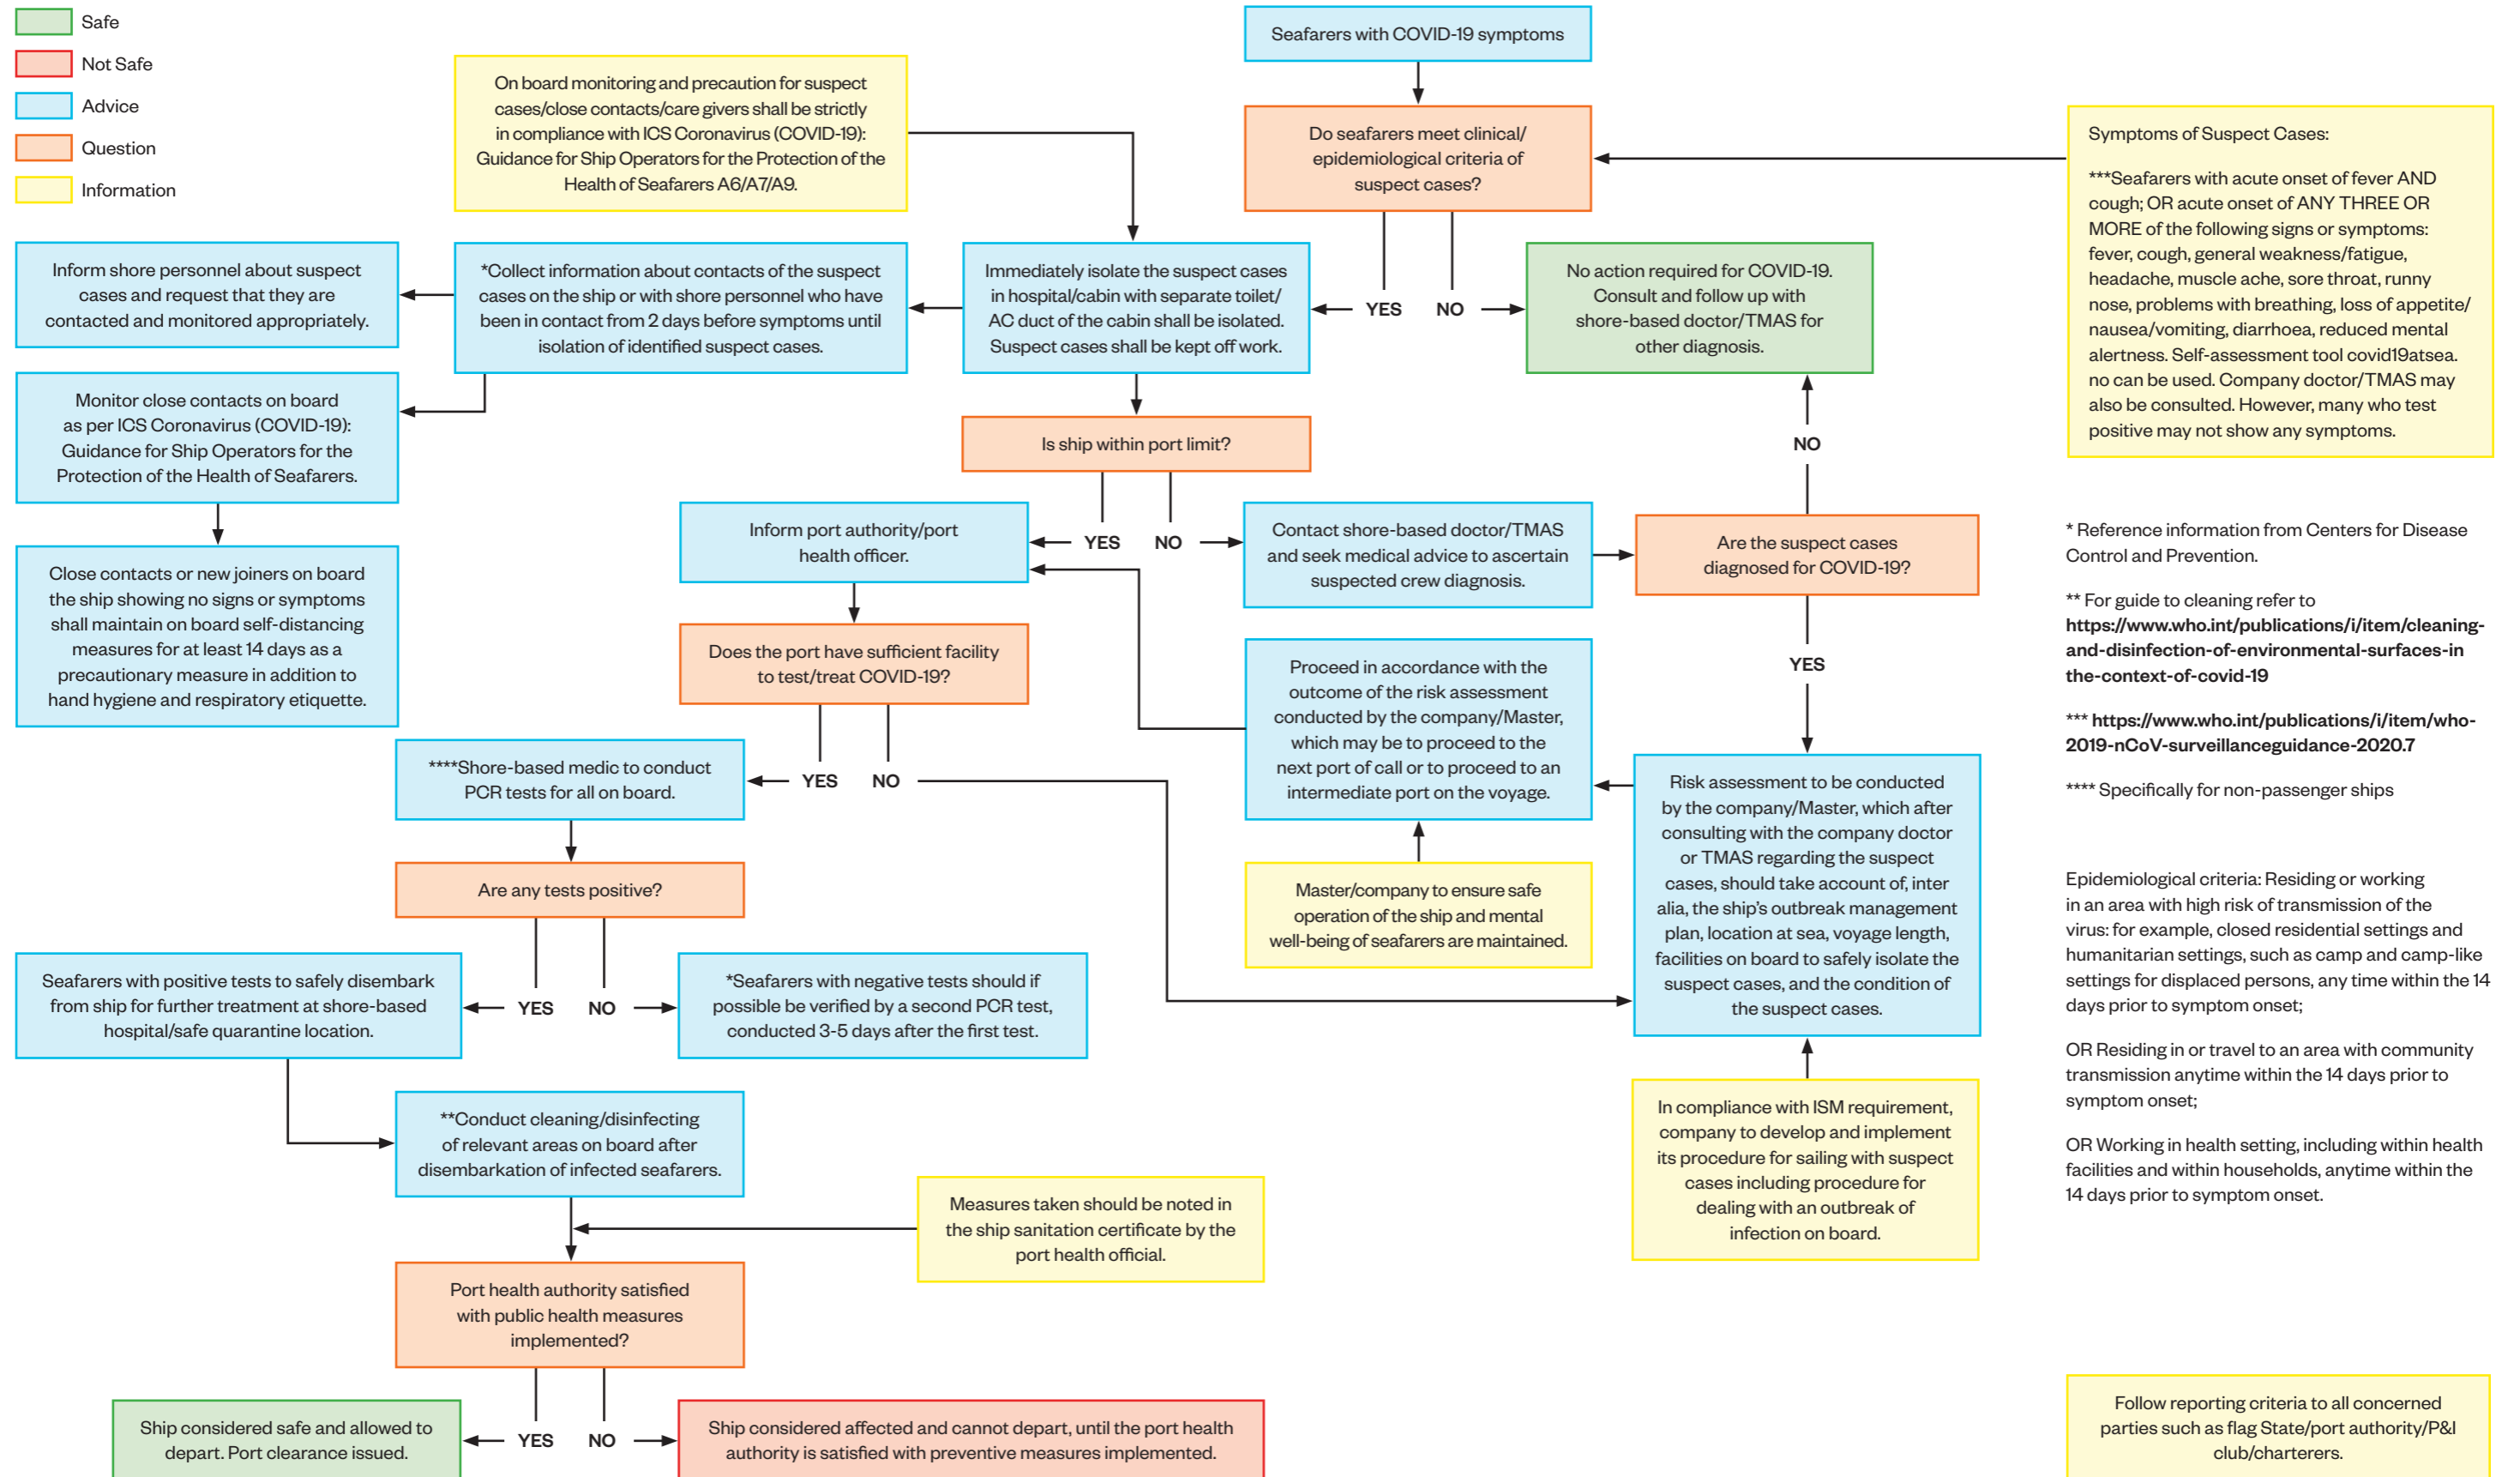 Safe
Not Safe
Advice
Question
Information
Seafarers with COVID-19 symptoms
On board monitoring and precaution for suspect
cases/close contacts/care givers shall be strictly
in compliance with ICS Coronavirus (COVID-19):
Guidance for Ship Operators for the Protection of the
Health of Seafarers A6/A7/A9.
Do seafarers meet clinical/
epidemiological criteria of
suspect cases?
Symptoms of Suspect Cases:
***Seafarers with acute onset of fever AND
cough; OR acute onset of ANY THREE OR
MORE of the following signs or symptoms:
fever, cough, general weakness/fatigue,
headache, muscle ache, sore throat, runny
nose, problems with breathing, loss of appetite/
nausea/vomiting, diarrhoea, reduced mental
alertness. Self-assessment tool covid19atsea.
no can be used. Company doctor/TMAS may
also be consulted. However, many who test
positive may not show any symptoms.
Inform shore personnel about suspect
cases and request that they are
contacted and monitored appropriately.
*Collect information about contacts of the suspect
cases on the ship or with shore personnel who have
been in contact from 2 days before symptoms until
isolation of identified suspect cases.
Immediately isolate the suspect cases
in hospital/cabin with separate toilet/
AC duct of the cabin shall be isolated.
Suspect cases shall be kept off work.
YES
NO
No action required for COVID-19.
Consult and follow up with
shore-based doctor/TMAS for
other diagnosis.
Monitor close contacts on board
as per ICS Coronavirus (COVID-19):
Guidance for Ship Operators for the
Protection of the Health of Seafarers.
Is ship within port limit?
NO
Close contacts or new joiners on board
the ship showing no signs or symptoms
shall maintain on board self-distancing
measures for at least 14 days as a
precautionary measure in addition to
hand hygiene and respiratory etiquette.
Inform port authority/port
health officer.
YES
NO
Contact shore-based doctor/TMAS
and seek medical advice to ascertain
suspected crew diagnosis.
Are the suspect cases
diagnosed for COVID-19?
* Reference information from Centers for Disease
Control and Prevention.
** For guide to cleaning refer to
https://www.who.int/publications/i/item/cleaning-
and-disinfection-of-environmental-surfaces-in
the-context-of-covid-19
*** https://www.who.int/publications/i/item/who-
2019-nCoV-surveillanceguidance-2020.7
**** Specifically for non-passenger ships
Does the port have sufficient facility
to test/treat COVID-19?
Proceed in accordance with the
outcome of the risk assessment
conducted by the company/Master,
which may be to proceed to the
next port of call or to proceed to an
intermediate port on the voyage.
YES
****Shore-based medic to conduct
PCR tests for all on board.
YES
NO
Risk assessment to be conducted
by the company/Master, which after
consulting with the company doctor
or TMAS regarding the suspect
cases, should take account of, inter
alia, the ship's outbreak management
plan, location at sea, voyage length,
facilities on board to safely isolate the
suspect cases, and the condition of
the suspect cases.
Are any tests positive?
Master/company to ensure safe
operation of the ship and mental
well-being of seafarers are maintained.
Epidemiological criteria: Residing or working
in an area with high risk of transmission of the
virus: for example, closed residential settings and
humanitarian settings, such as camp and camp-like
settings for displaced persons, any time within the 14
days prior to symptom onset;
OR Residing in or travel to an area with community
transmission anytime within the 14 days prior to
symptom onset;
OR Working in health setting, including within health
facilities and within households, anytime within the
14 days prior to symptom onset.
Seafarers with positive tests to safely disembark
from ship for further treatment at shore-based
hospital/safe quarantine location.
YES
NO
*Seafarers with negative tests should if
possible be verified by a second PCR test,
conducted 3-5 days after the first test.
**Conduct cleaning/disinfecting
of relevant areas on board after
disembarkation of infected seafarers.
In compliance with ISM requirement,
company to develop and implement
its procedure for sailing with suspect
cases including procedure for
dealing with an outbreak of
infection on board.
Measures taken should be noted in
the ship sanitation certificate by the
port health official.
Port health authority satisfied
with public health measures
implemented?
Ship considered safe and allowed to
depart. Port clearance issued.
YES
NO
Ship considered affected and cannot depart, until the port health
authority is satisfied with preventive measures implemented.
Follow reporting criteria to all concerned
parties such as flag State/port authority/P&I
club/charterers.